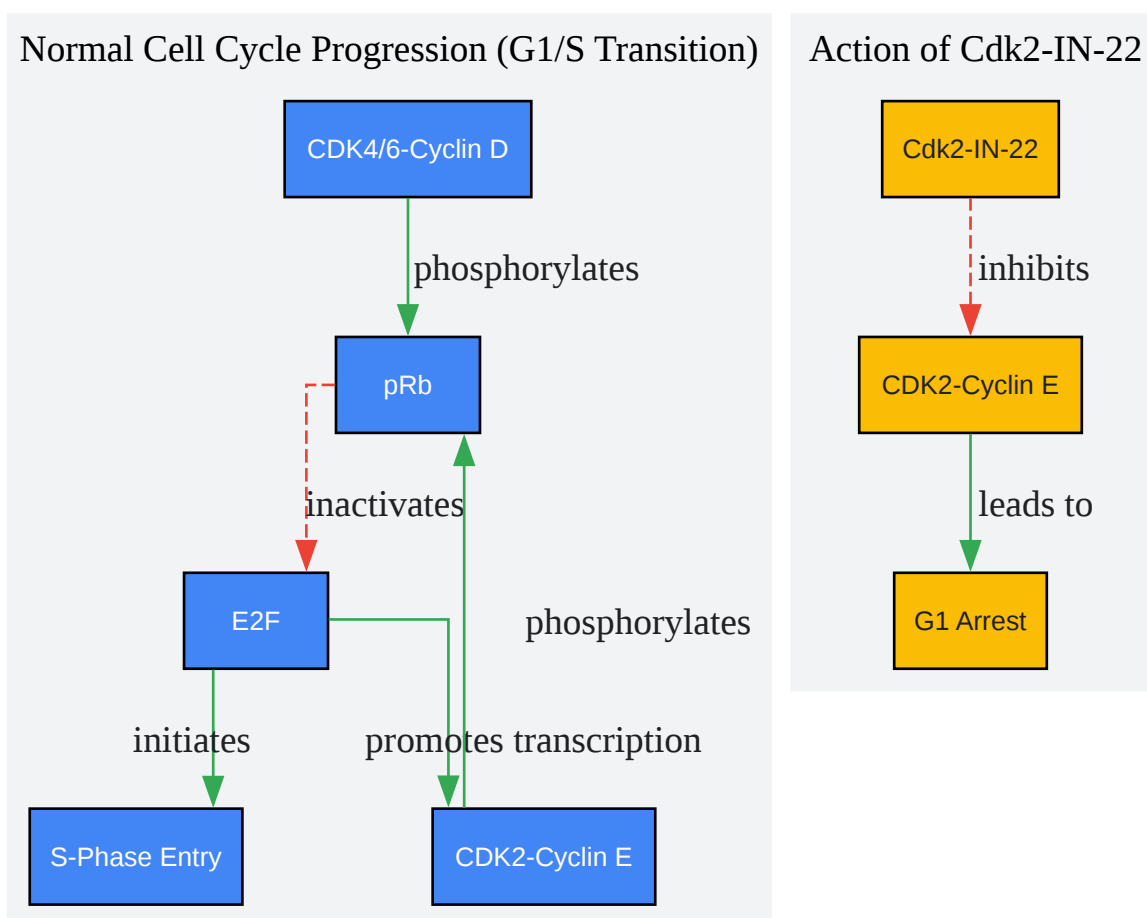 Normal Cell Cycle Progression (G1/S Transition)
CDK4/6-Cyclin D
phosphorylates
pRb
inactivates
E2F
phosphorylates
initiates
promotes transcription
S-Phase Entry
CDK2-Cyclin E
Action of Cdk2-IN-22
Cdk2-IN-22
inhibits
CDK2-Cyclin E
leads to
G1 Arrest